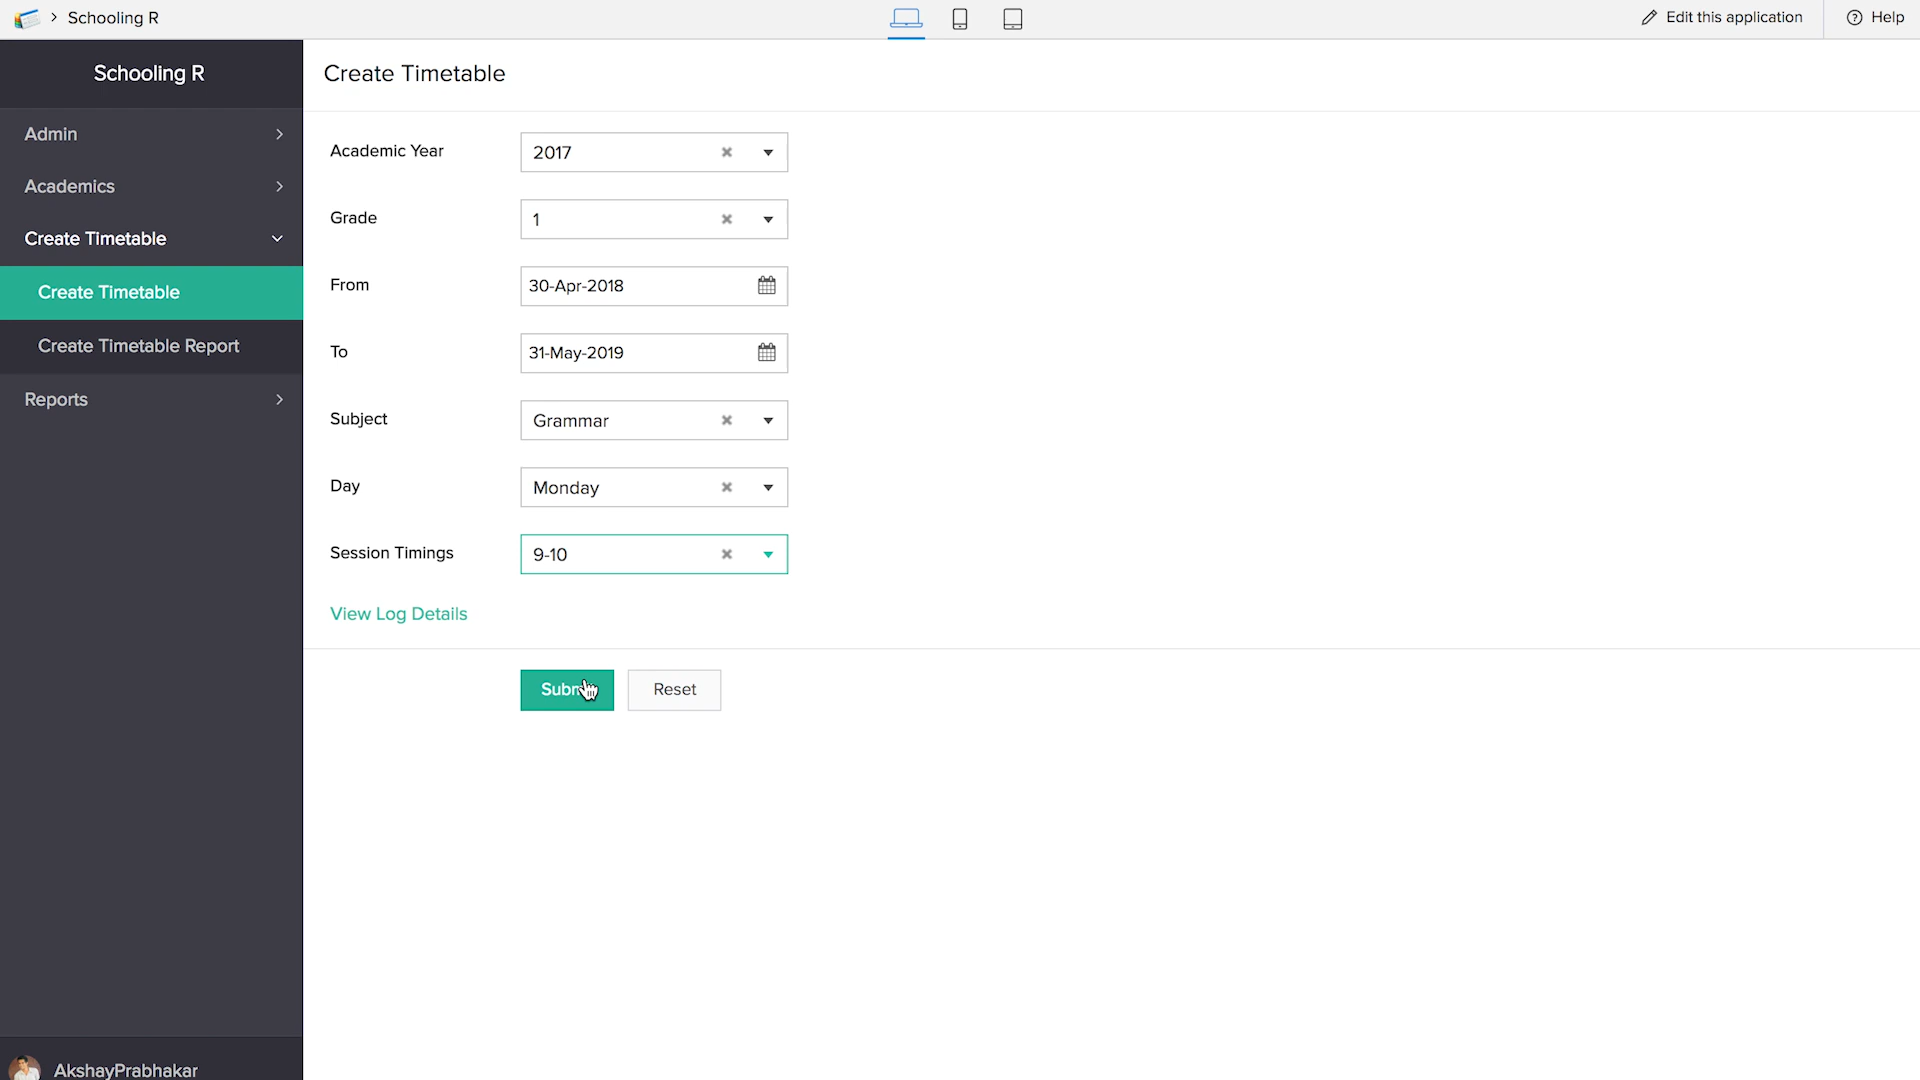 Schooling R
Edit this application
Help
Schooling R
Create Timetable
Admin
Academics
Create Timetable
Create Timetable
Create Timetable Report
Reports
Academic Year
2017
Grade
1
From
30-Apr-2018
To
31-May-2019
Subject
Grammar
Day
Monday
Session Timings
9-10
View Log Details
Reset
AkshayPrabhakar